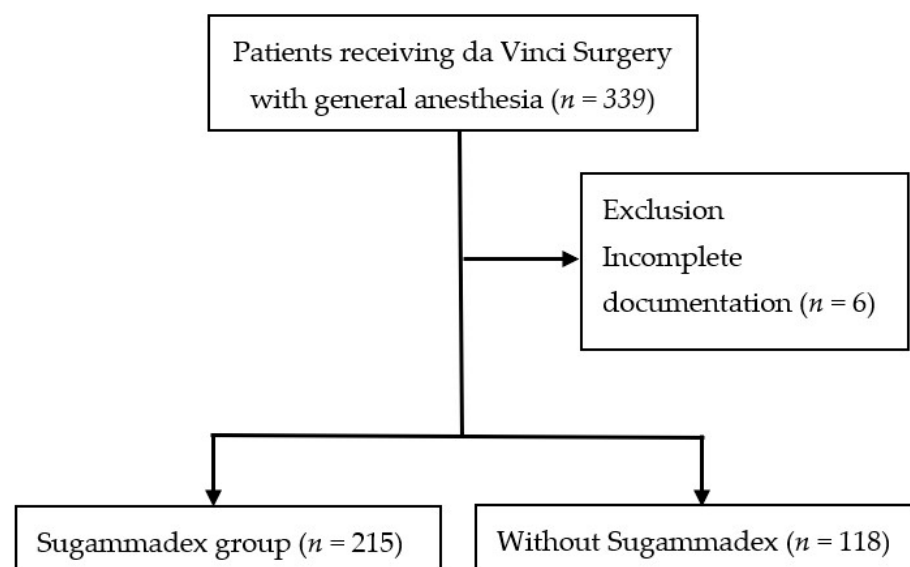 Patients receiving da Vinci Surgery
with general anesthesia (n = 339)
Exclusion
Incomplete
documentation (n = 6)
Sugammadex group (n = 215)
Without Sugammadex (n = 118)